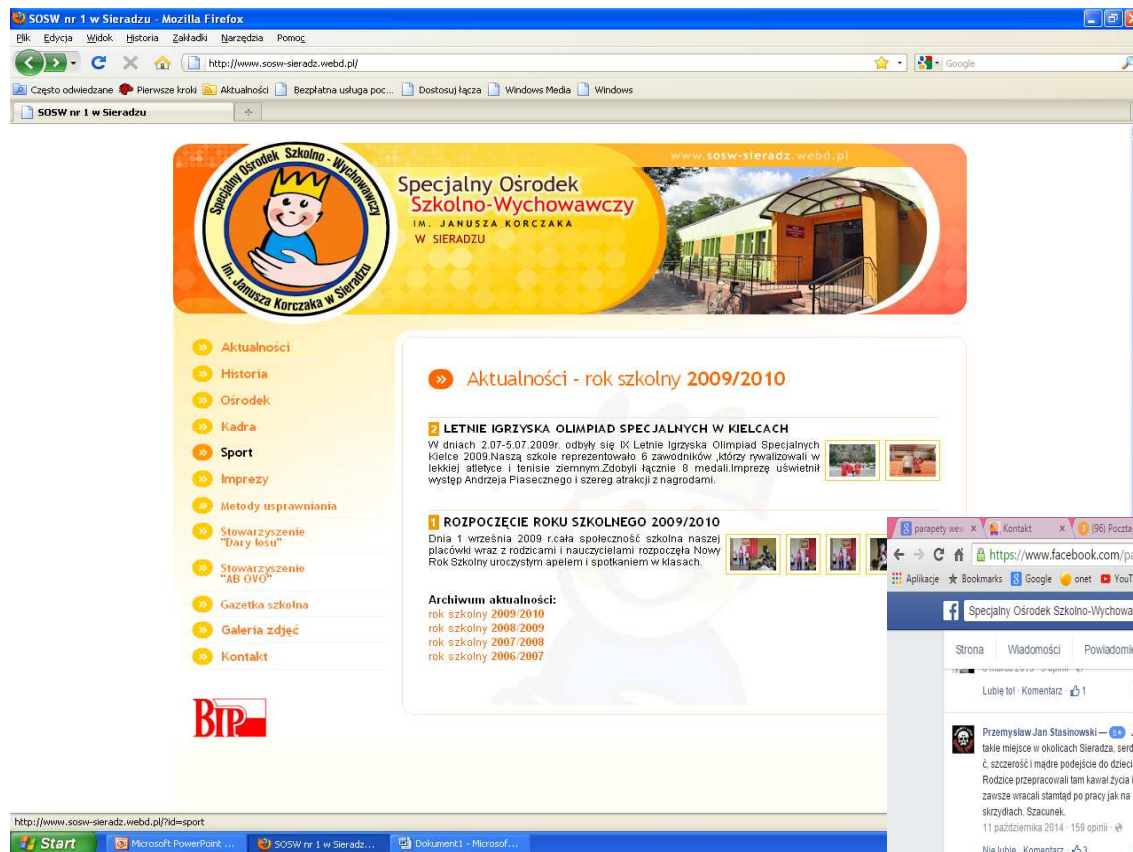 SOSW nr 1 w Sieradzu - Mozilla Firefox
Plik Edycja Widok Historia Zakładki Narzędzia Pomoc
http://www.sosw-sieradz.webd.pl/
Google
Często odwiedzane Pierwsze kroki Aktualności Bezpłatna usługa poc... Dostosuj łącza Windows Media Windows
SOSW nr 1 w Sieradzu
Specjalny Ośrodek Szkolno - Wychowawczy
im. Janusza Korczaka w Sieradzu
www.sosw-sieradz.webd.pl
Specjalny Ośrodek
Szkolno-Wychowawczy
IM. JANUSZA KORCZAKA
W SIERADZU
Aktualności
Historia
Ośrodek
Kadra
Sport
Imprezy
Metody usprawniania
Stowarzyszenie
"Dary losu"
Stowarzyszenie
"AB OVO"
Gazetka szkolna
Galeria zdjęć
Kontakt
BIP
Aktualności - rok szkolny 2009/2010
2 LETNIE IGRZYSKA OLIMPIAD SPECJALNYCH W KIELCACH
W dniach 2.07-5.07.2009r. odbyły się IX Letnie Igrzyska Olimpiad Specjalnych
Kielce 2009.Naszą szkole reprezentowało 6 zawodników ,którzy rywalizowali w
lekkiej atletyce i tenisie ziemnym.Zdobyli łącznie 8 medali.Imprezę uświetnił
występ Andrzeja Piasecznego i szereg atrakcji z nagrodami.
1 ROZPOCZĘCIE ROKU SZKOLNEGO 2009/2010
Dnia 1 września 2009 r.cała społeczność szkolna naszej
placówki wraz z rodzicami i nauczycielami rozpoczęła Nowy
Rok Szkolny uroczystym apelem i spotkaniem w klasach.
Archiwum aktualności:
rok szkolny 2009/2010
rok szkolny 2008/2009
rok szkolny 2007/2008
rok szkolny 2006/2007
parapety wew Kontakt (96) Poczta
https://www.facebook.com/pa
Aplikacje Bookmarks Google onet YouT
Specjalny Ośrodek Szkolno-Wychowa
Strona Wiadomości Powiadomie
Lubię to! · Komentarz · 1
Przemysław Jan Stasinowski — 5
takie miejsce w okolicach Sieradza, serd
ć, szczerość i mądre podejście do dzieci
Rodzice przepracowali tam kawał życia i
zawsze wracali stamtąd po pracy jak na
skrzydłach. Szacunek.
11 października 2014 · 159 opinii ·
Nie lubię · Komentarz · 3
http://www.sosw-sieradz.webd.pl/?id=sport
Start Microsoft PowerPoint ... SOSW nr 1 w Sieradz... Dokument1 - Microsof...